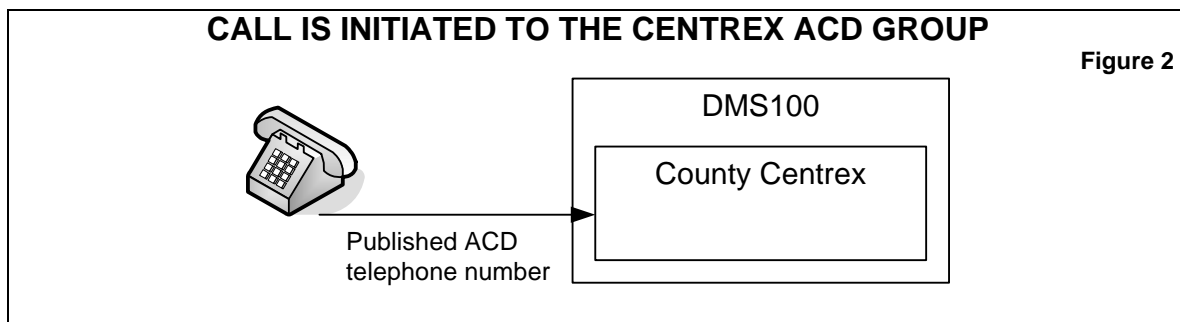 CALL IS INITIATED TO THE CENTREX ACD GROUP
Figure 2
DMS100
County Centrex
Published ACD
telephone number